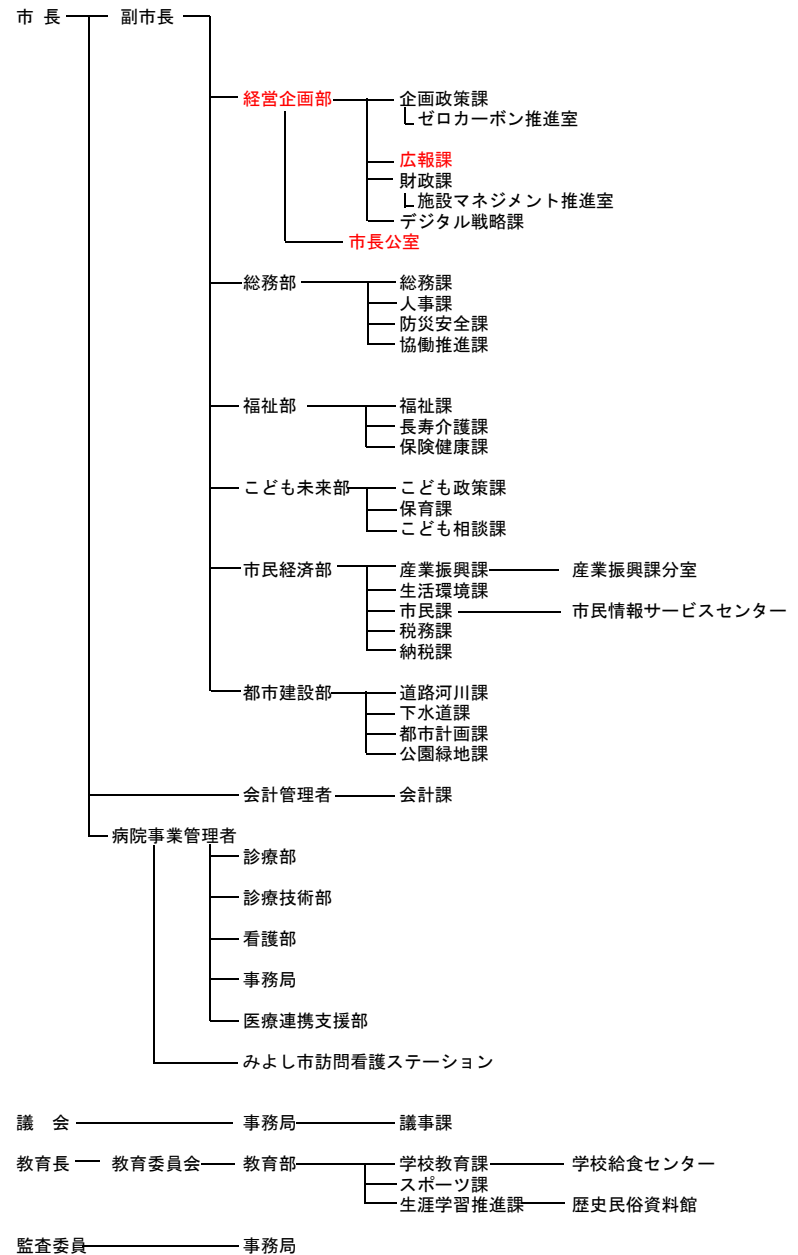 市 長 副市長
経営企画部 企画政策課
ゼロカーボン推進室
広報課
財政課
施設マネジメント推進室
デジタル戦略課
市長公室
総務部 総務課
人事課
防災安全課
協働推進課
福祉部 福祉課
長寿介護課
保険健康課
こども未来部 こども政策課
保育課
こども相談課
市民経済部 産業振興課 産業振興課分室
生活環境課
市民課 市民情報サービスセンター
税務課
納税課
都市建設部 道路河川課
下水道課
都市計画課
公園緑地課
会計管理者 会計課
病院事業管理者
診療部
診療技術部
看護部
事務局
医療連携支援部
みよし市訪問看護ステーション
議 会 事務局 議事課
教育長 教育委員会 教育部 学校教育課 学校給食センター
スポーツ課
生涯学習推進課 歴史民俗資料館
監査委員 事務局